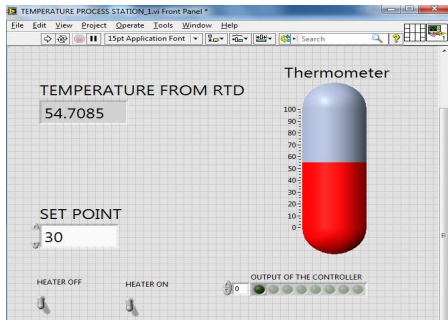 TEMPERATURE PROCESS STATION_1.vi Front Panel *
File Edit View Project Operate Tools Window Help
15pt Application Font Search ?
Thermometer
TEMPERATURE FROM RTD
54.7085
100
90
80
70
60
50
40
30
20
10
0
SET POINT
30
HEATER OFF HEATER ON OUTPUT OF THE CONTROLLER
0